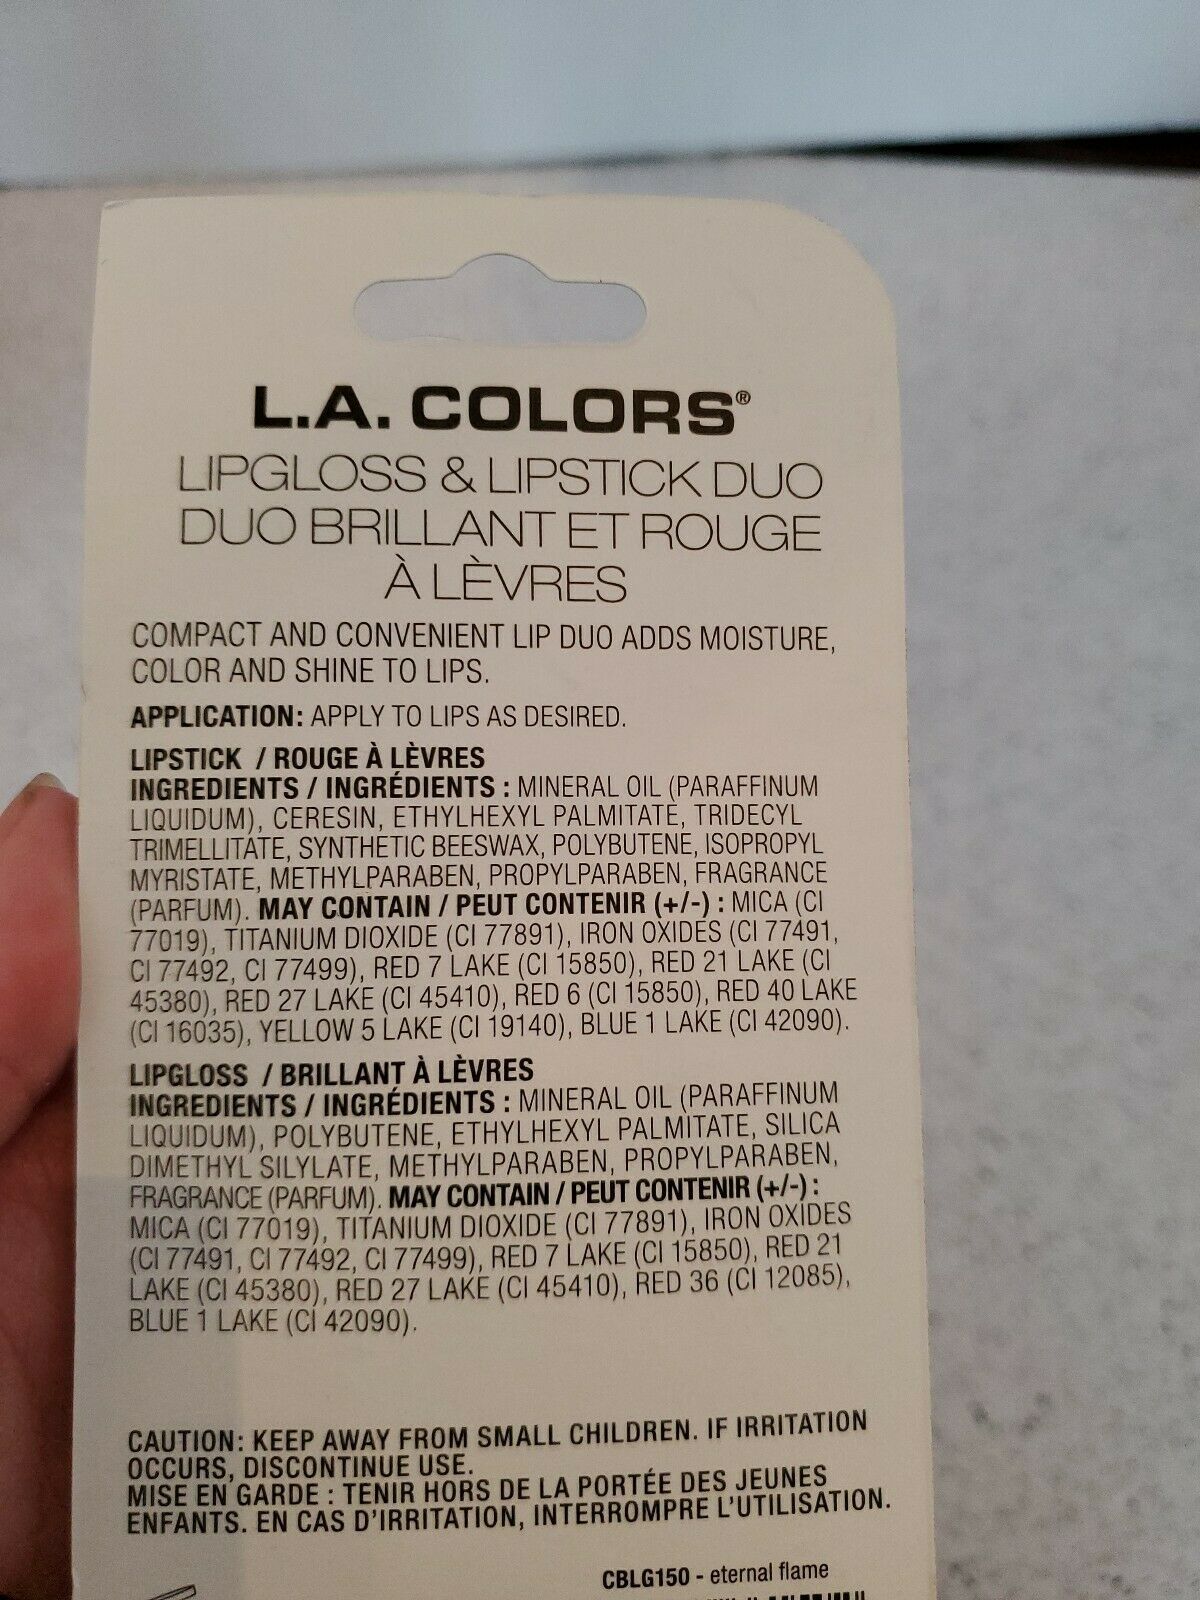 L.A. COLORS®
LIPGLOSS & LIPSTICK DUO
DUO BRILLANT ET ROUGE
À LÈVRES
COMPACT AND CONVENIENT LIP DUO ADDS MOISTURE,
COLOR AND SHINE TO LIPS.
APPLICATION: APPLY TO LIPS AS DESIRED.
LIPSTICK / ROUGE À LÈVRES
INGREDIENTS / INGRÉDIENTS : MINERAL OIL (PARAFFINUM
LIQUIDUM), CERESIN, ETHYLHEXYL PALMITATE, TRIDECYL
TRIMELLITATE, SYNTHETIC BEESWAX, POLYBUTENE, ISOPROPYL
MYRISTATE, METHYLPARABEN, PROPYLPARABEN, FRAGRANCE
(PARFUM). MAY CONTAIN / PEUT CONTENIR (+/-) : MICA (CI
77019), TITANIUM DIOXIDE (CI 77891), IRON OXIDES (CI 77491,
CI 77492, CI 77499), RED 7 LAKE (CI 15850), RED 21 LAKE (CI
45380), RED 27 LAKE (CI 45410), RED 6 (CI 15850), RED 40 LAKE
(CI 16035), YELLOW 5 LAKE (CI 19140), BLUE 1 LAKE (CI 42090).
LIPGLOSS / BRILLANT À LÈVRES
INGREDIENTS / INGRÉDIENTS : MINERAL OIL (PARAFFINUM
LIQUIDUM), POLYBUTENE, ETHYLHEXYL PALMITATE, SILICA
DIMETHYL SILYLATE, METHYLPARABEN, PROPYLPARABEN,
FRAGRANCE (PARFUM). MAY CONTAIN / PEUT CONTENIR (+/-) :
MICA (CI 77019), TITANIUM DIOXIDE (CI 77891), IRON OXIDES
(CI 77491, CI 77492, CI 77499), RED 7 LAKE (CI 15850), RED 21
LAKE (CI 45380), RED 27 LAKE (CI 45410), RED 36 (CI 12085),
BLUE 1 LAKE (CI 42090).
CAUTION: KEEP AWAY FROM SMALL CHILDREN. IF IRRITATION
OCCURS, DISCONTINUE USE.
MISE EN GARDE : TENIR HORS DE LA PORTÉE DES JEUNES
ENFANTS. EN CAS D'IRRITATION, INTERROMPRE L'UTILISATION.
CBLG150 - eternal flame